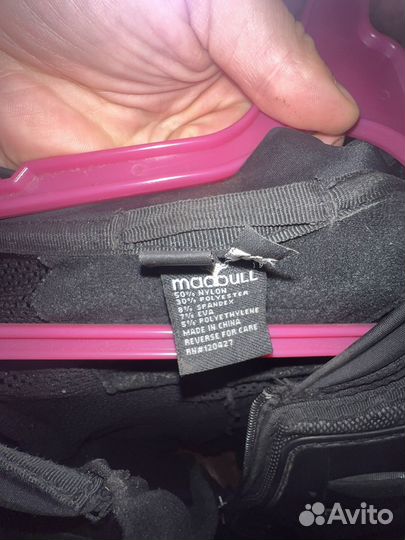 madbull
50% NYLON
30% POLYESTER
8% SPANDEX
7% EVA
5% POLYETHYLENE
MADE IN CHINA
REVERSE FOR CARE
RN#120427
Avito